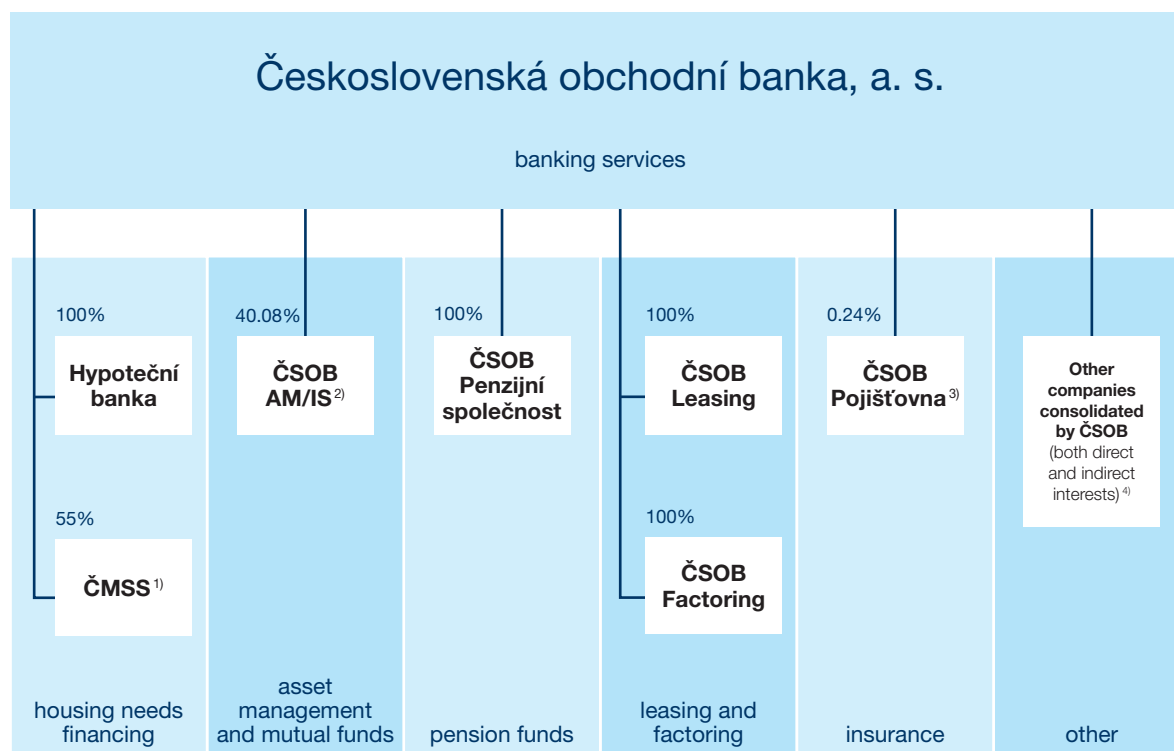 Československá obchodní banka, a. s.
banking services
100%
Hypoteční
banka
55%
ČMSS 1)
housing needs
financing
40.08%
ČSOB
AM/IS 2)
asset
management
and mutual funds
100%
ČSOB
Penzijní
společnost
pension funds
100%
ČSOB
Leasing
100%
ČSOB
Factoring
leasing and
factoring
0.24%
ČSOB
Pojišťovna 3)
insurance
Other
companies
consolidated
by ČSOB
(both direct
and indirect
interests) 4)
other